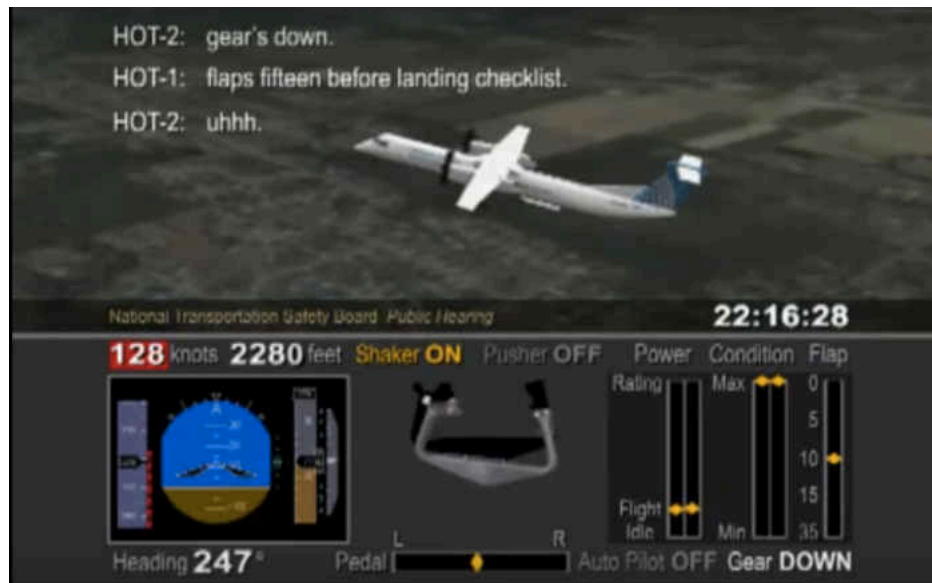 HOT-2: gear's down.
HOT-1: flaps fifteen before landing checklist.
HOT-2: uhhh.
National Transportation Safety Board Public Hearing
22:16:28
128 knots 2280 feet Shaker ON Pusher OFF Power Condition Flap
Rating Max 0
5
10
15
Flight
Idle Min 35
L R
Heading 247° Pedal Auto Pilot OFF Gear DOWN